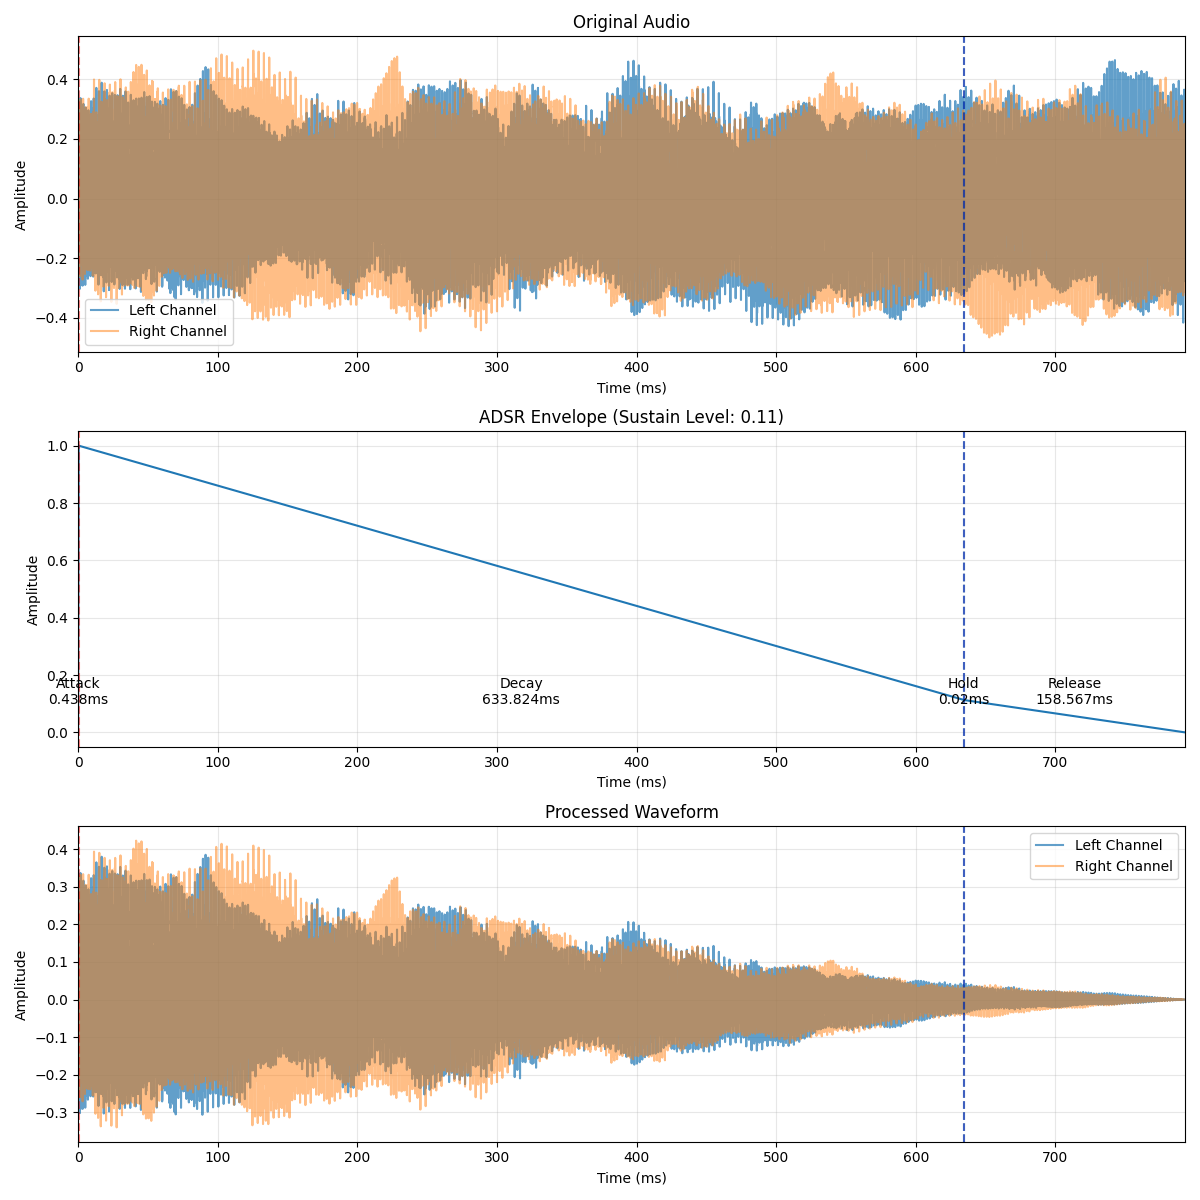 Original Audio
0.4
0.2
0.0
−0.2
−0.4
Amplitude
Left Channel
Right Channel
0 100 200 300 400 500 600 700
Time (ms)
ADSR Envelope (Sustain Level: 0.11)
1.0
0.8
0.6
0.4
0.2
0.0
Amplitude
Attack
0.438ms
Decay
633.824ms
Hold
0.02ms
Release
158.567ms
0 100 200 300 400 500 600 700
Time (ms)
Processed Waveform
0.4
0.3
0.2
0.1
0.0
−0.1
−0.2
−0.3
Amplitude
Left Channel
Right Channel
0 100 200 300 400 500 600 700
Time (ms)